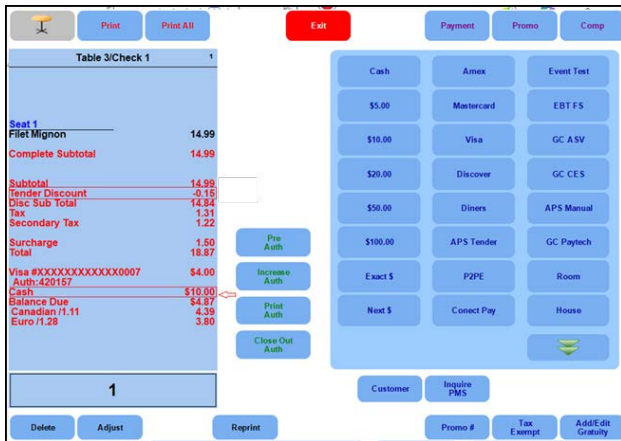 Print
Print All
Exit
Payment
Promo
Comp
Table 3/Check 1 1
Seat 1
Filet Mignon 14.99
Complete Subtotal 14.99
Subtotal 14.99
Tender Discount -0.15
Disc Sub Total 14.84
Tax 1.31
Secondary Tax 1.22
Surcharge 1.50
Total 18.87
Visa #XXXXXXXXXXXX0007 $4.00
Auth:420157
Cash $10.00
Balance Due $4.87
Canadian /1.11 4.39
Euro /1.28 3.80
1
Pre
Auth
Increase
Auth
Print
Auth
Close Out
Auth
Cash
Amex
Event Test
$5.00
Mastercard
EBT FS
$10.00
Visa
GC ASV
$20.00
Discover
GC CES
$50.00
Diners
APS Manual
$100.00
APS Tender
GC Paytech
Exact $
P2PE
Room
Next $
Conect Pay
House
Customer
Inquire
PMS
Delete
Adjust
Reprint
Promo #
Tax
Exempt
Add/Edit
Gratuity